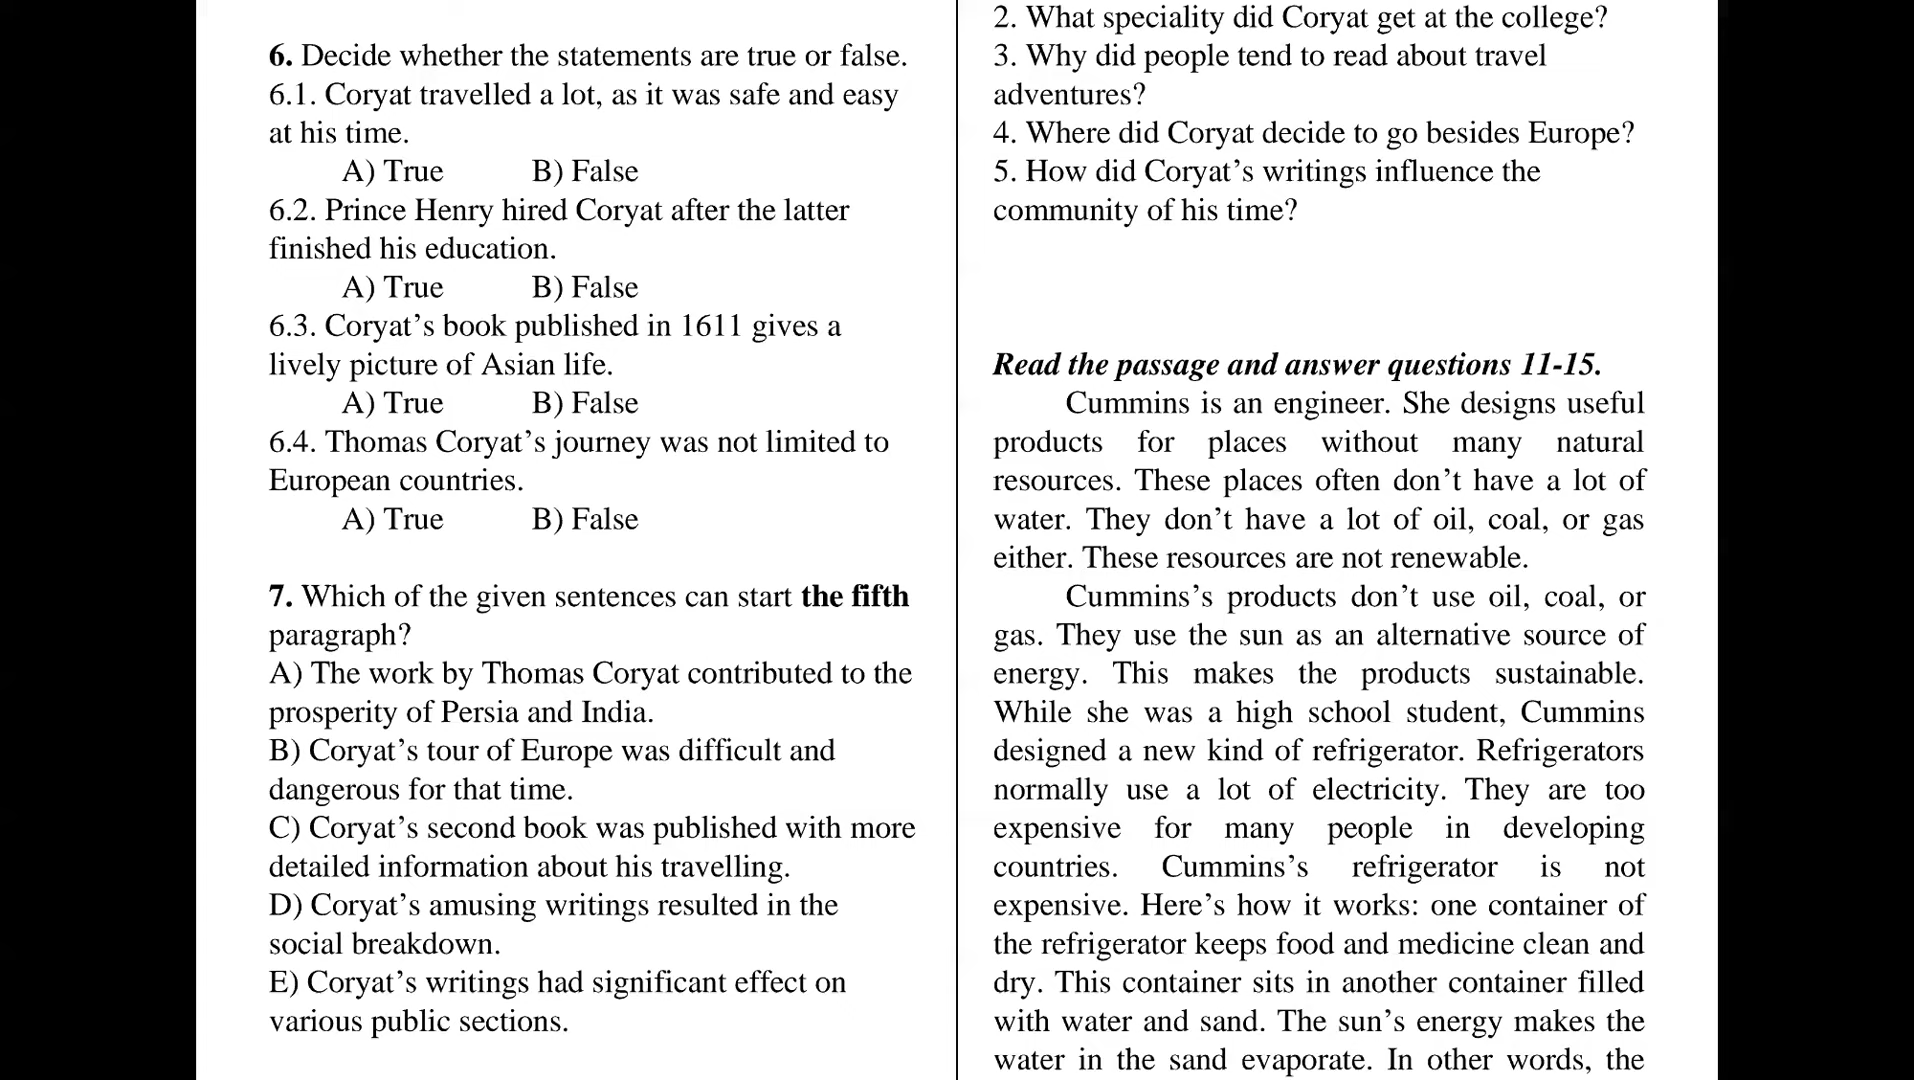 6. Decide whether the statements are true or false.
6.1. Coryat travelled a lot, as it was safe and easy
at his time.
A) True B) False
6.2. Prince Henry hired Coryat after the latter
finished his education.
A) True B) False
6.3. Coryat’s book published in 1611 gives a
lively picture of Asian life.
A) True B) False
6.4. Thomas Coryat’s journey was not limited to
European countries.
A) True B) False
7. Which of the given sentences can start the fifth
paragraph?
A) The work by Thomas Coryat contributed to the
prosperity of Persia and India.
B) Coryat’s tour of Europe was difficult and
dangerous for that time.
C) Coryat’s second book was published with more
detailed information about his travelling.
D) Coryat’s amusing writings resulted in the
social breakdown.
E) Coryat’s writings had significant effect on
various public sections.
2. What speciality did Coryat get at the college?
3. Why did people tend to read about travel
adventures?
4. Where did Coryat decide to go besides Europe?
5. How did Coryat’s writings influence the
community of his time?
Read the passage and answer questions 11-15.
Cummins is an engineer. She designs useful
products for places without many natural
resources. These places often don’t have a lot of
water. They don’t have a lot of oil, coal, or gas
either. These resources are not renewable.
Cummins’s products don’t use oil, coal, or
gas. They use the sun as an alternative source of
energy. This makes the products sustainable.
While she was a high school student, Cummins
designed a new kind of refrigerator. Refrigerators
normally use a lot of electricity. They are too
expensive for many people in developing
countries. Cummins’s refrigerator is not
expensive. Here’s how it works: one container of
the refrigerator keeps food and medicine clean and
dry. This container sits in another container filled
with water and sand. The sun’s energy makes the
water in the sand evaporate. In other words, the